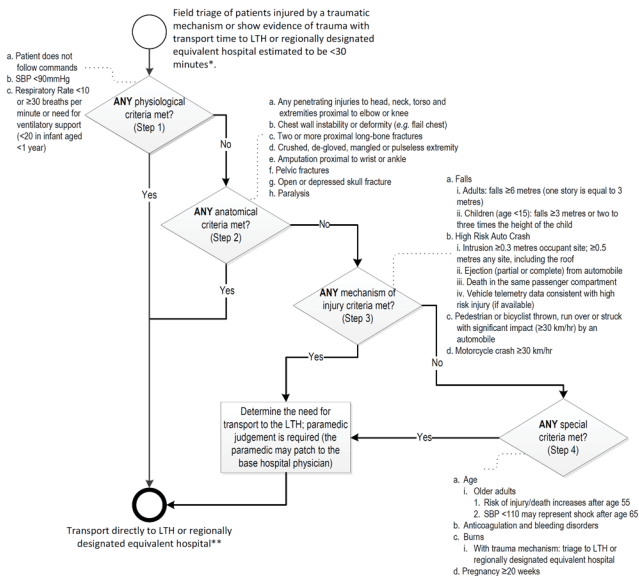 Field triage of patients injured by a traumatic
mechanism or show evidence of trauma with
transport time to LTH or regionally designated
equivalent hospital estimated to be <30
minutes*.
a. Patient does not
follow commands
b. SBP <90mmHg
c. Respiratory Rate <10
or ≥30 breaths per
minute or need for
ventilatory support
(<20 in infant aged
<1 year)
ANY physiological
criteria met?
(Step 1)
No
Yes
a. Any penetrating injuries to head, neck, torso and
extremities proximal to elbow or knee
b. Chest wall instability or deformity (e.g. flail chest)
c. Two or more proximal long-bone fractures
d. Crushed, de-gloved, mangled or pulseless extremity
e. Amputation proximal to wrist or ankle
f. Pelvic fractures
g. Open or depressed skull fracture
h. Paralysis
ANY anatomical
criteria met?
(Step 2)
No
Yes
a. Falls
i. Adults: falls ≥6 metres (one story is equal to 3
metres)
ii. Children (age <15): falls ≥3 metres or two to
three times the height of the child
b. High Risk Auto Crash
i. Intrusion ≥0.3 metres occupant site; ≥0.5
metres any site, including the roof
ii. Ejection (partial or complete) from automobile
iii. Death in the same passenger compartment
iv. Vehicle telemetry data consistent with high
risk injury (if available)
c. Pedestrian or bicyclist thrown, run over or struck
with significant impact (≥30 km/hr) by an
automobile
d. Motorcycle crash ≥30 km/hr
ANY mechanism of
injury criteria met?
(Step 3)
Yes
No
Determine the need for
transport to the LTH; paramedic
judgement is required (the
paramedic may patch to the
base hospital physician)
Yes
ANY special
criteria met?
(Step 4)
a. Age
i. Older adults
1. Risk of injury/death increases after age 55
2. SBP <110 may represent shock after age 65
b. Anticoagulation and bleeding disorders
c. Burns
i. With trauma mechanism: triage to LTH or
regionally designated equivalent hospital
d. Pregnancy ≥20 weeks
Transport directly to LTH or regionally
designated equivalent hospital**